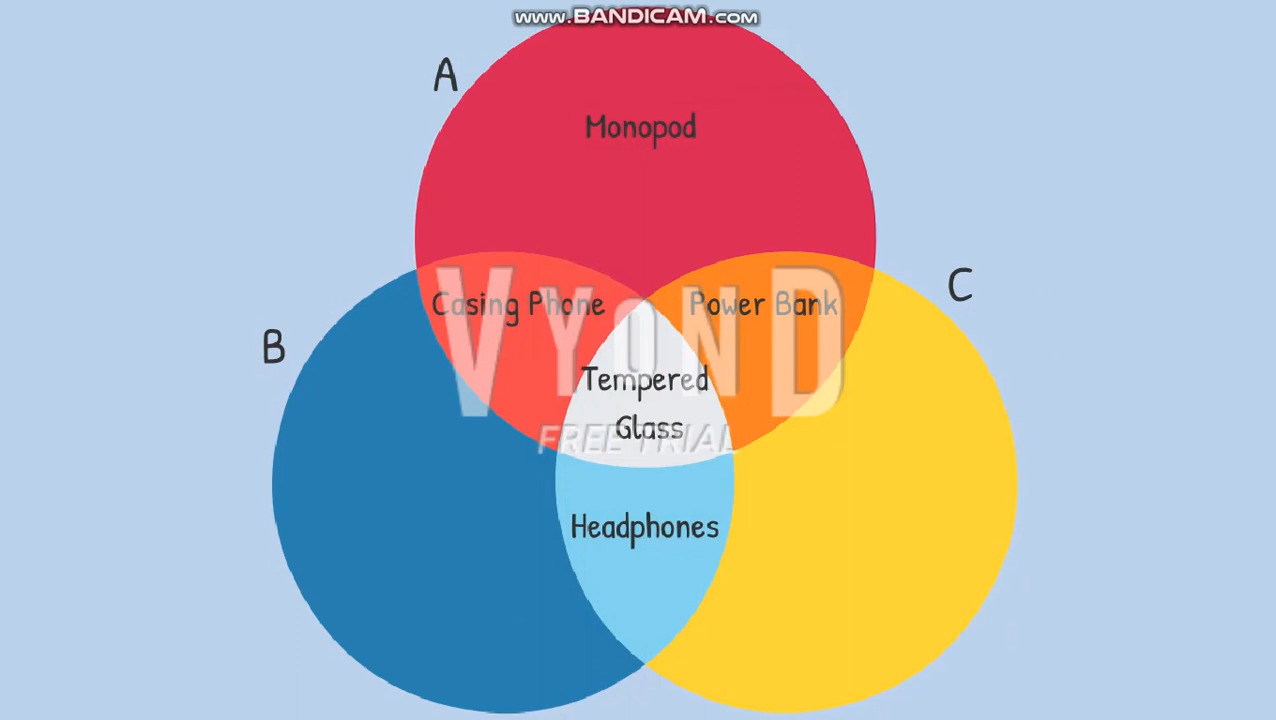 www.BANDICAM.com
A
Monopod
C
Casing Phone
Power Bank
B
VYOND
Tempered
Glass
FREE TRIAL
Headphones